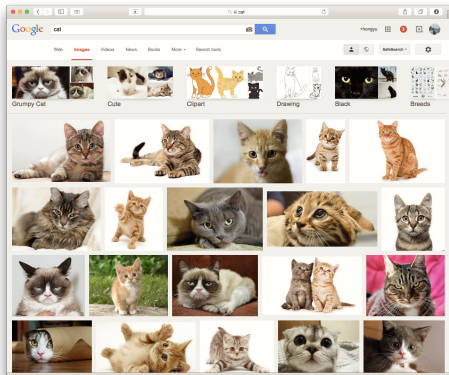 cat
Google
cat
+hongyu
Web Images Videos News Books More Search tools
SafeSearch
Grumpy Cat Cute Clipart Drawing Black Breeds